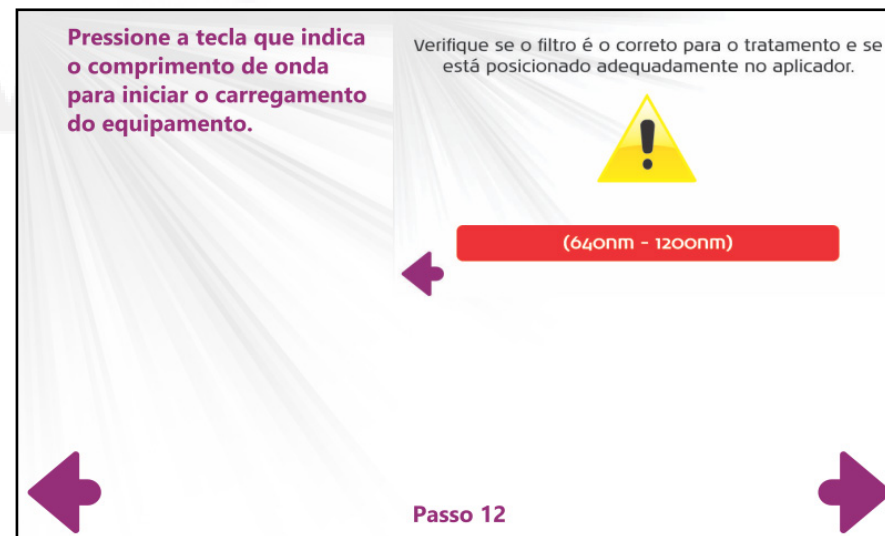 Pressione a tecla que indica
o comprimento de onda
para iniciar o carregamento
do equipamento.
Verifique se o filtro é o correto para o tratamento e se
está posicionado adequadamente no aplicador.
(640nm - 1200nm)
Passo 12